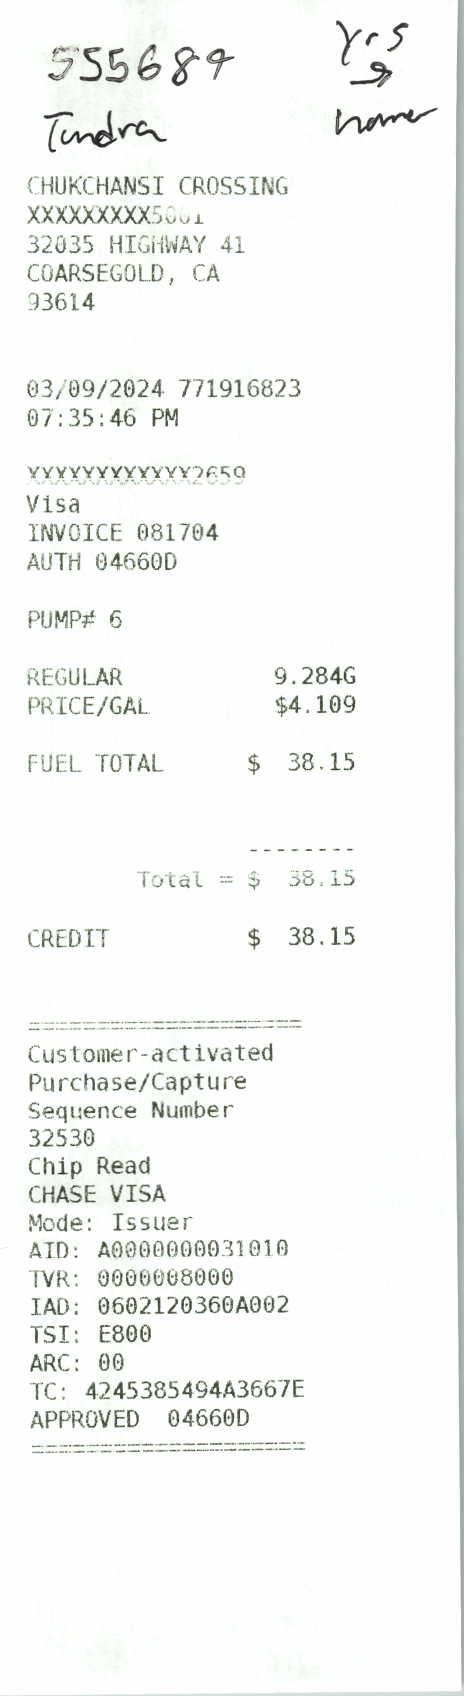 555684
Tundra
CHUKCHANSI CROSSING
XXXXXXXXX5001
32035 HIGHWAY 41
COARSEGOLD, CA
93614
03/09/2024 771916823
07:35:46 PM
XXXXXXXXXXXX2659
Visa
INVOICE 081704
AUTH 04660D
PUMP# 6
REGULAR 9.284G
PRICE/GAL $4.109
FUEL TOTAL $ 38.15
--------
Total = $ 38.15
CREDIT $ 38.15
====================
Customer-activated
Purchase/Capture
Sequence Number
32530
Chip Read
CHASE VISA
Mode: Issuer
AID: A0000000031010
TVR: 0000008000
IAD: 0602120360A002
TSI: E800
ARC: 00
TC: 4245385494A3667E
APPROVED 04660D
====================